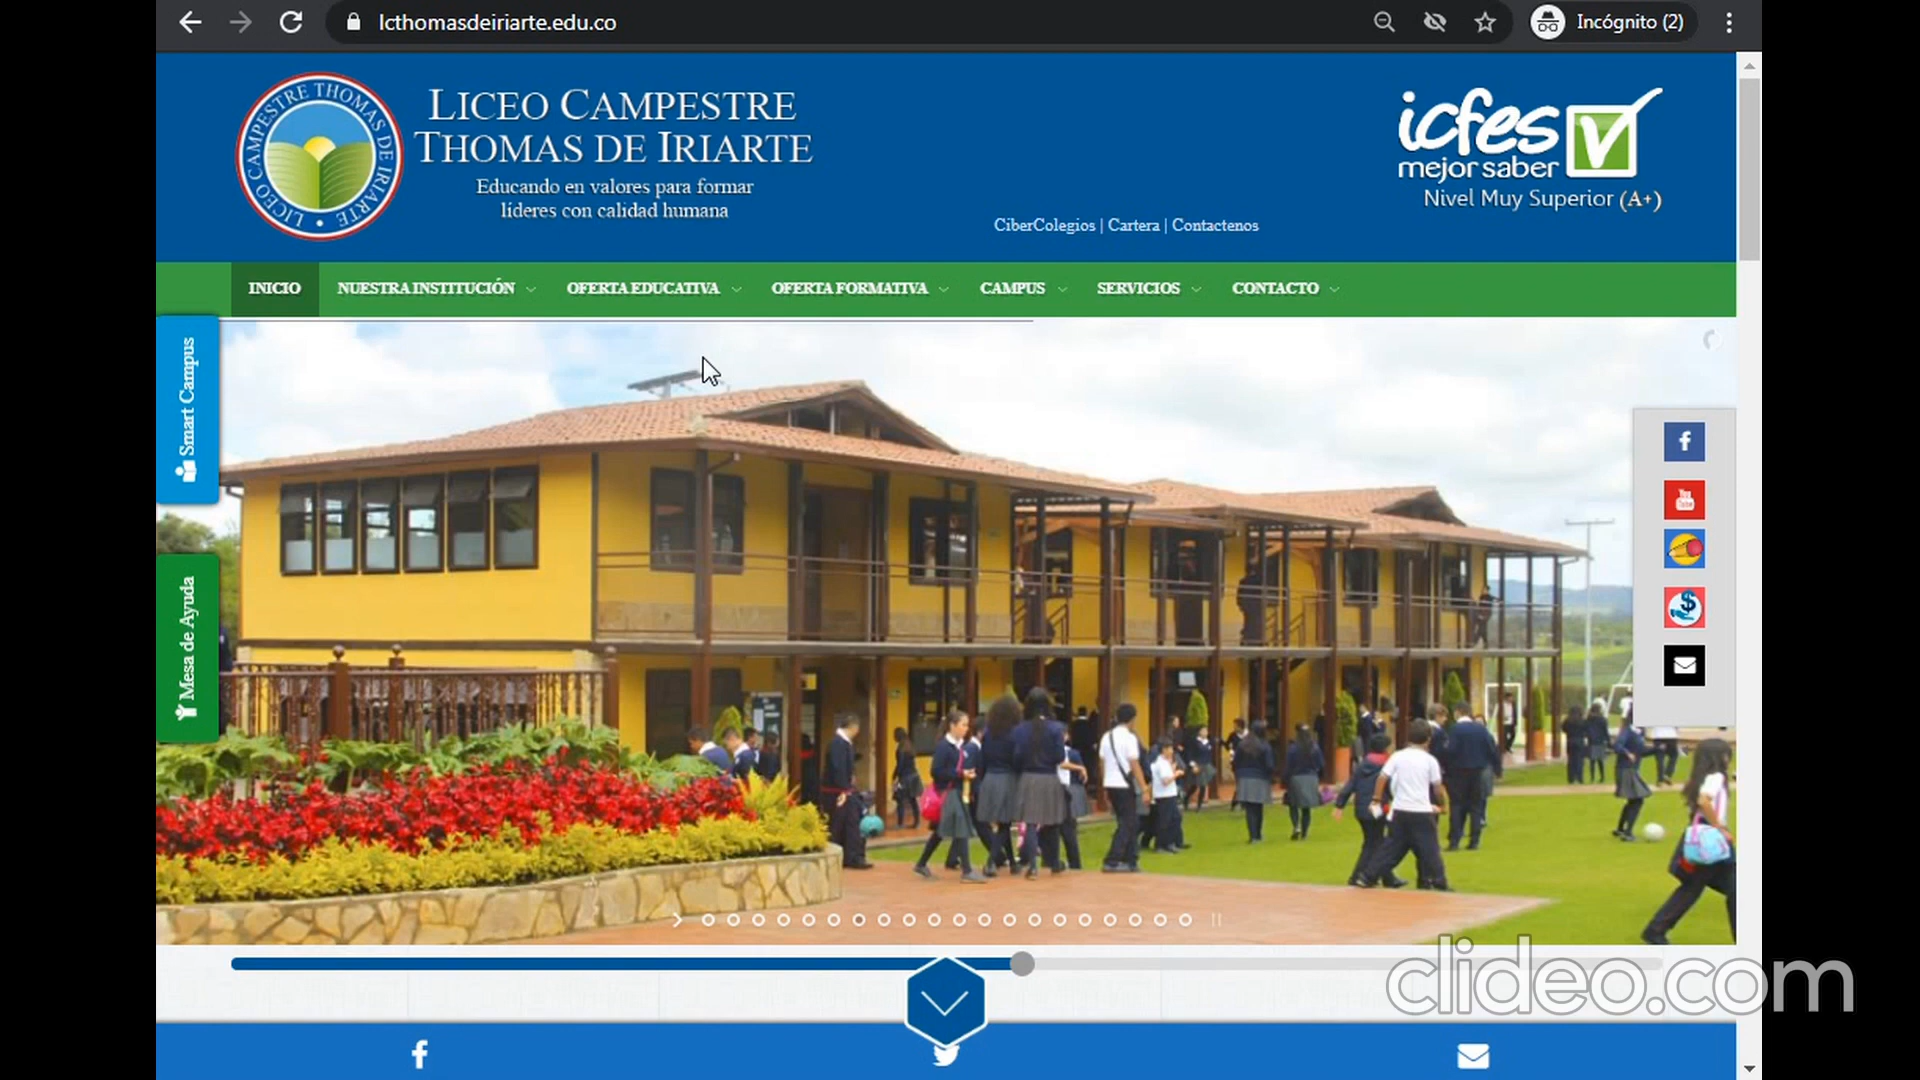 lcthomasdeiriarte.edu.co
Incógnito (2)
LICEO CAMPESTRE THOMAS DE IRIARTE
LICEO CAMPESTRE
THOMAS DE IRIARTE
Educando en valores para formar
líderes con calidad humana
icfes
mejor saber
Nivel Muy Superior (A+)
CiberColegios | Cartera | Contactenos
INICIO
NUESTRA INSTITUCIÓN
OFERTA EDUCATIVA
OFERTA FORMATIVA
CAMPUS
SERVICIOS
CONTACTO
Smart Campus
Mesa de Ayuda
You
Tube
clideo.com